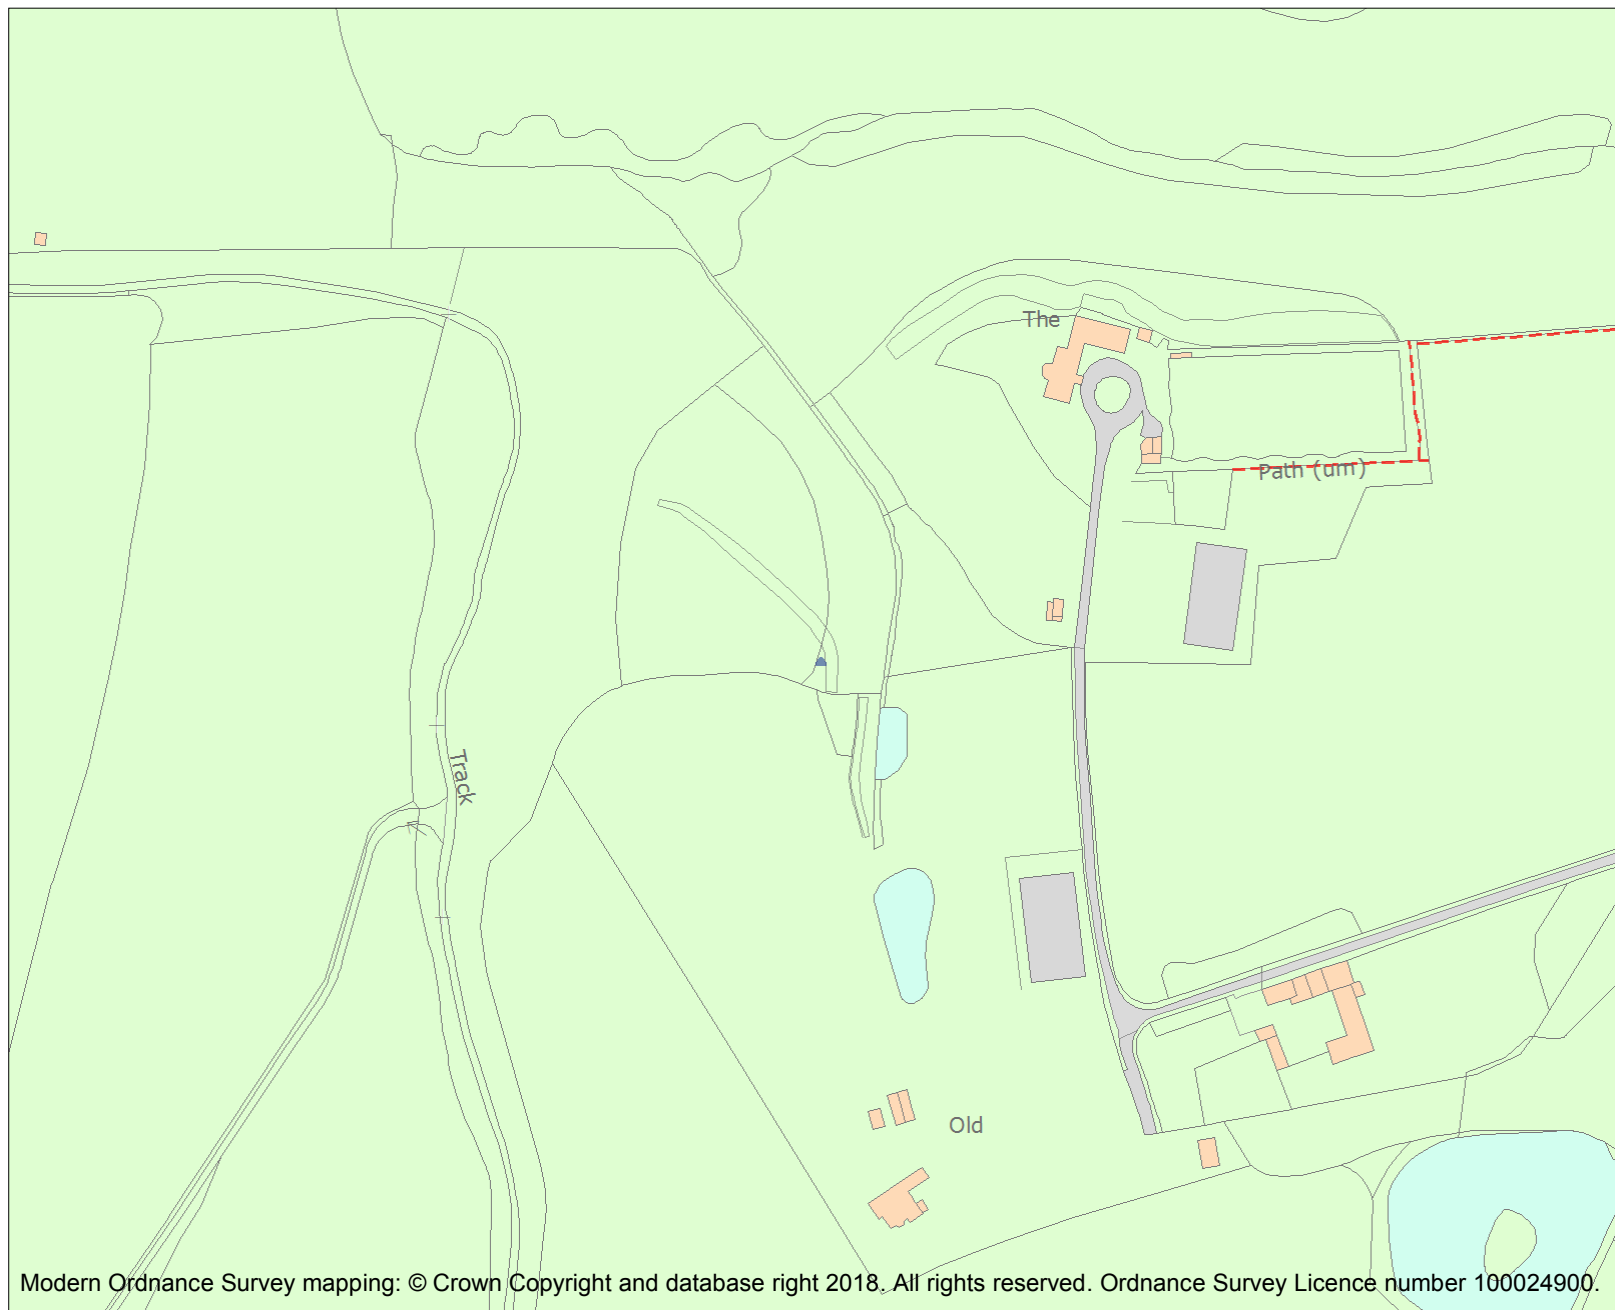 The
Path (um)
Track
Old
Modern Ordnance Survey mapping: © Crown Copyright and database right 2018. All rights reserved. Ordnance Survey Licence number 100024900.